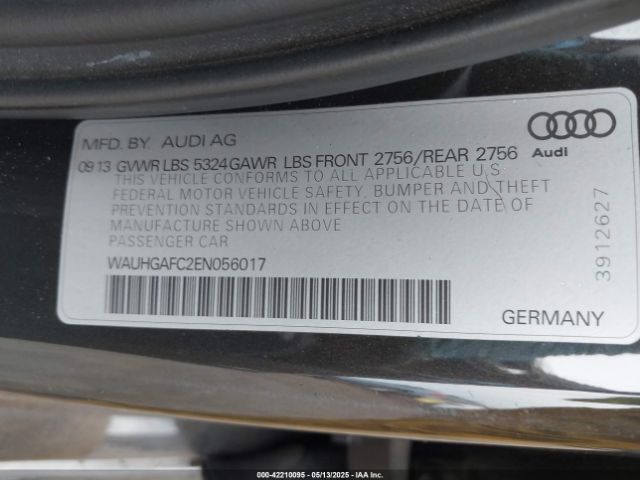 MFD. BY AUDI AG
09 13 GVWR LBS 5324 GAWR LBS FRONT 2756/REAR 2756
THIS VEHICLE CONFORMS TO ALL APPLICABLE U.S
FEDERAL MOTOR VEHICLE SAFETY, BUMPER AND THEFT
PREVENTION STANDARDS IN EFFECT ON THE DATE OF
MANUFACTURE SHOWN ABOVE
PASSENGER CAR
WAUHGAFC2EN056017
Audi
3912627
GERMANY
000-42210095 | 05/13/2025 | IAA Inc.